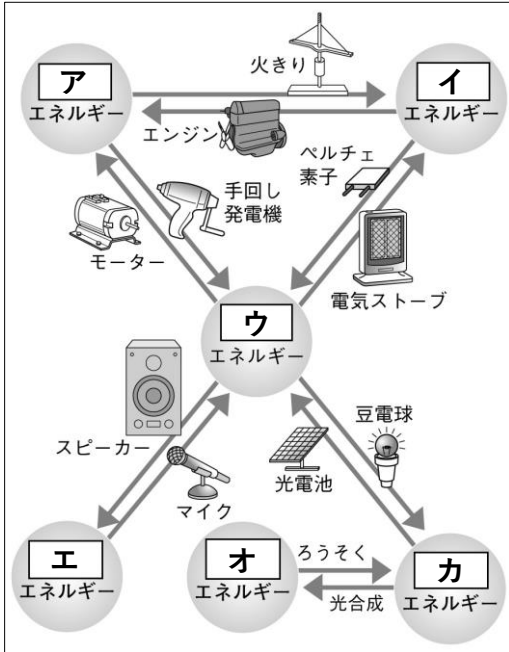 火きり
ア
エネルギー
イ
エネルギー
エンジン
ペルチェ
素子
手回し
発電機
モーター
電気ストーブ
ウ
エネルギー
スピーカー
マイク
光電池
豆電球
エ
エネルギー
オ
エネルギー
ろうそく
光合成
カ
エネルギー